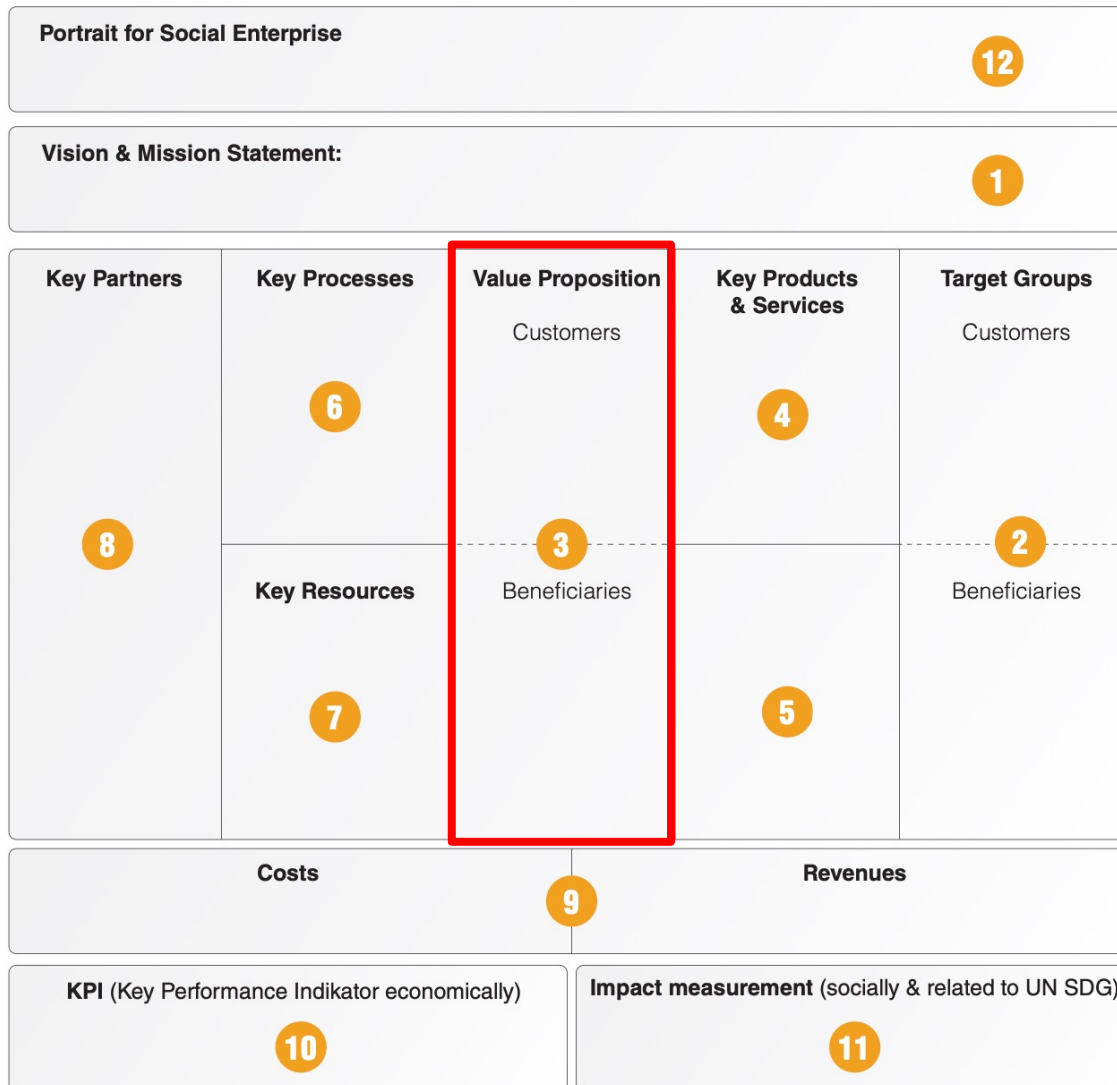 Portrait for Social Enterprise
12
Vision & Mission Statement:
1
Key Partners
8
Key Processes
6
Key Resources
7
Value Proposition
Customers
3
Beneficiaries
Key Products
& Services
4
5
Target Groups
Customers
2
Beneficiaries
Costs
9
Revenues
KPI (Key Performance Indikator economically)
10
Impact measurement (socially & related to UN SDG)
11